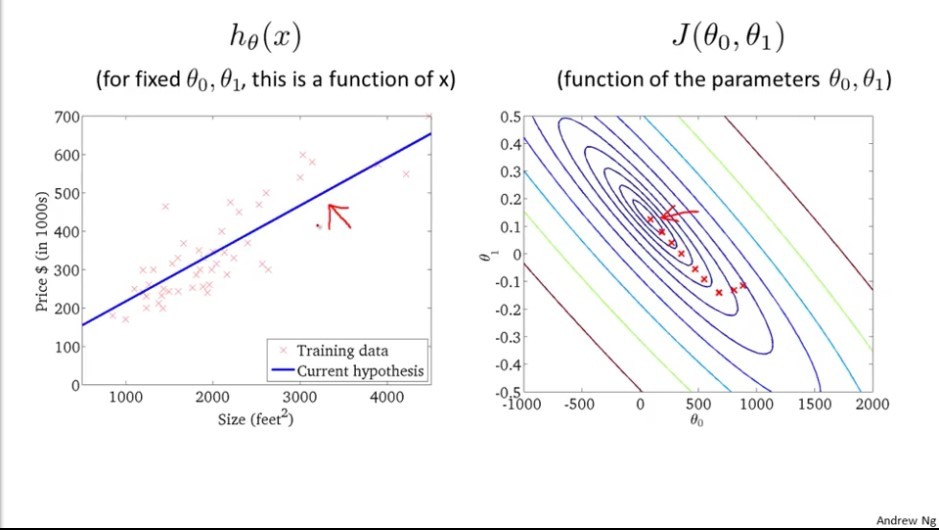 hθ(x)
(for fixed θ₀, θ₁, this is a function of x)
Price $ (in 1000s)
700
600
500
400
300
200
100
0
1000 2000 3000 4000
Size (feet²)
Training data
Current hypothesis
J(θ₀, θ₁)
(function of the parameters θ₀, θ₁)
θ₁
0.5
0.4
0.3
0.2
0.1
0
-0.1
-0.2
-0.3
-0.4
-0.5
-1000 -500 0 500 1000 1500 2000
θ₀
Andrew Ng